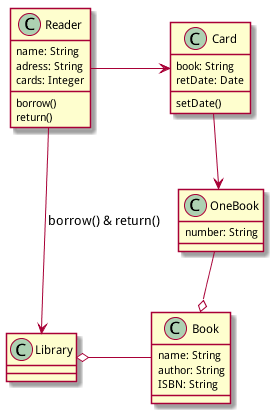 C Reader
name: String
adress: String
cards: Integer
borrow()
return()
C Card
book: String
retDate: Date
setDate()
C OneBook
number: String
borrow() & return()
C Library
C Book
name: String
author: String
ISBN: String